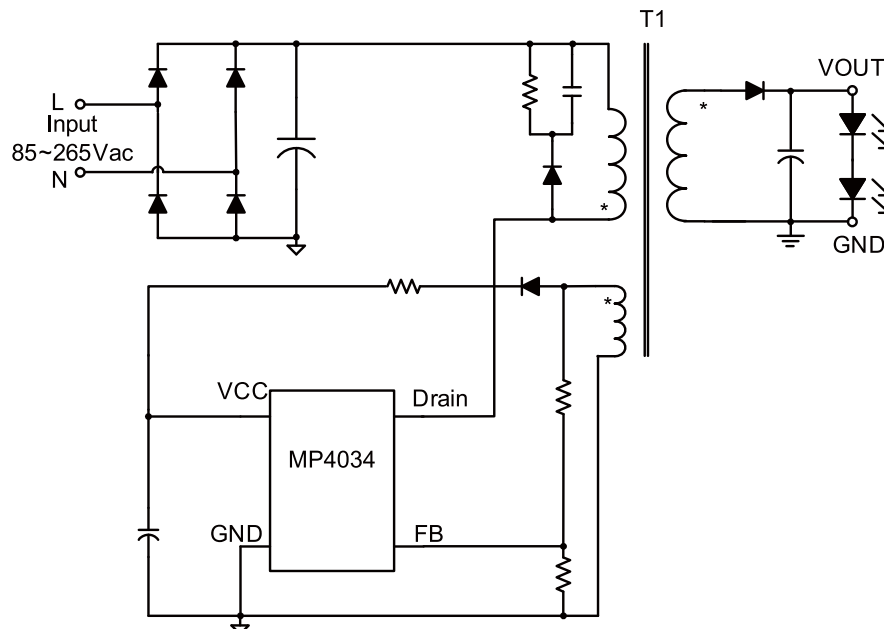 T1
L
Input
85~265Vac
N
*
*
VOUT
GND
*
VCC
Drain
MP4034
GND
FB